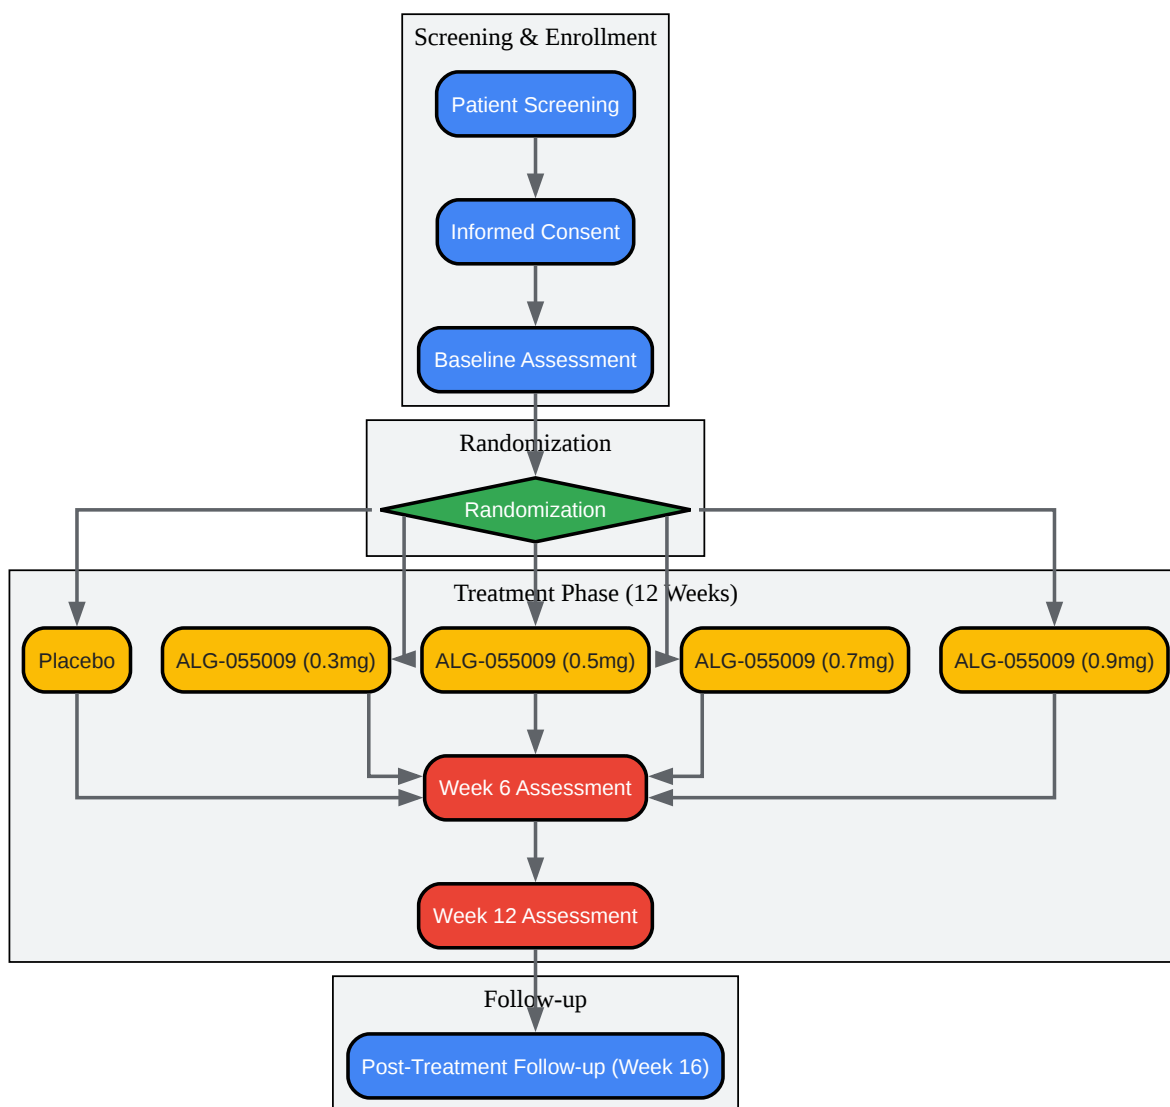 Screening & Enrollment
Patient Screening
Informed Consent
Baseline Assessment
Randomization
Randomization
Treatment Phase (12 Weeks)
Placebo
ALG-055009 (0.3mg)
ALG-055009 (0.5mg)
ALG-055009 (0.7mg)
ALG-055009 (0.9mg)
Week 6 Assessment
Week 12 Assessment
Follow-up
Post-Treatment Follow-up (Week 16)